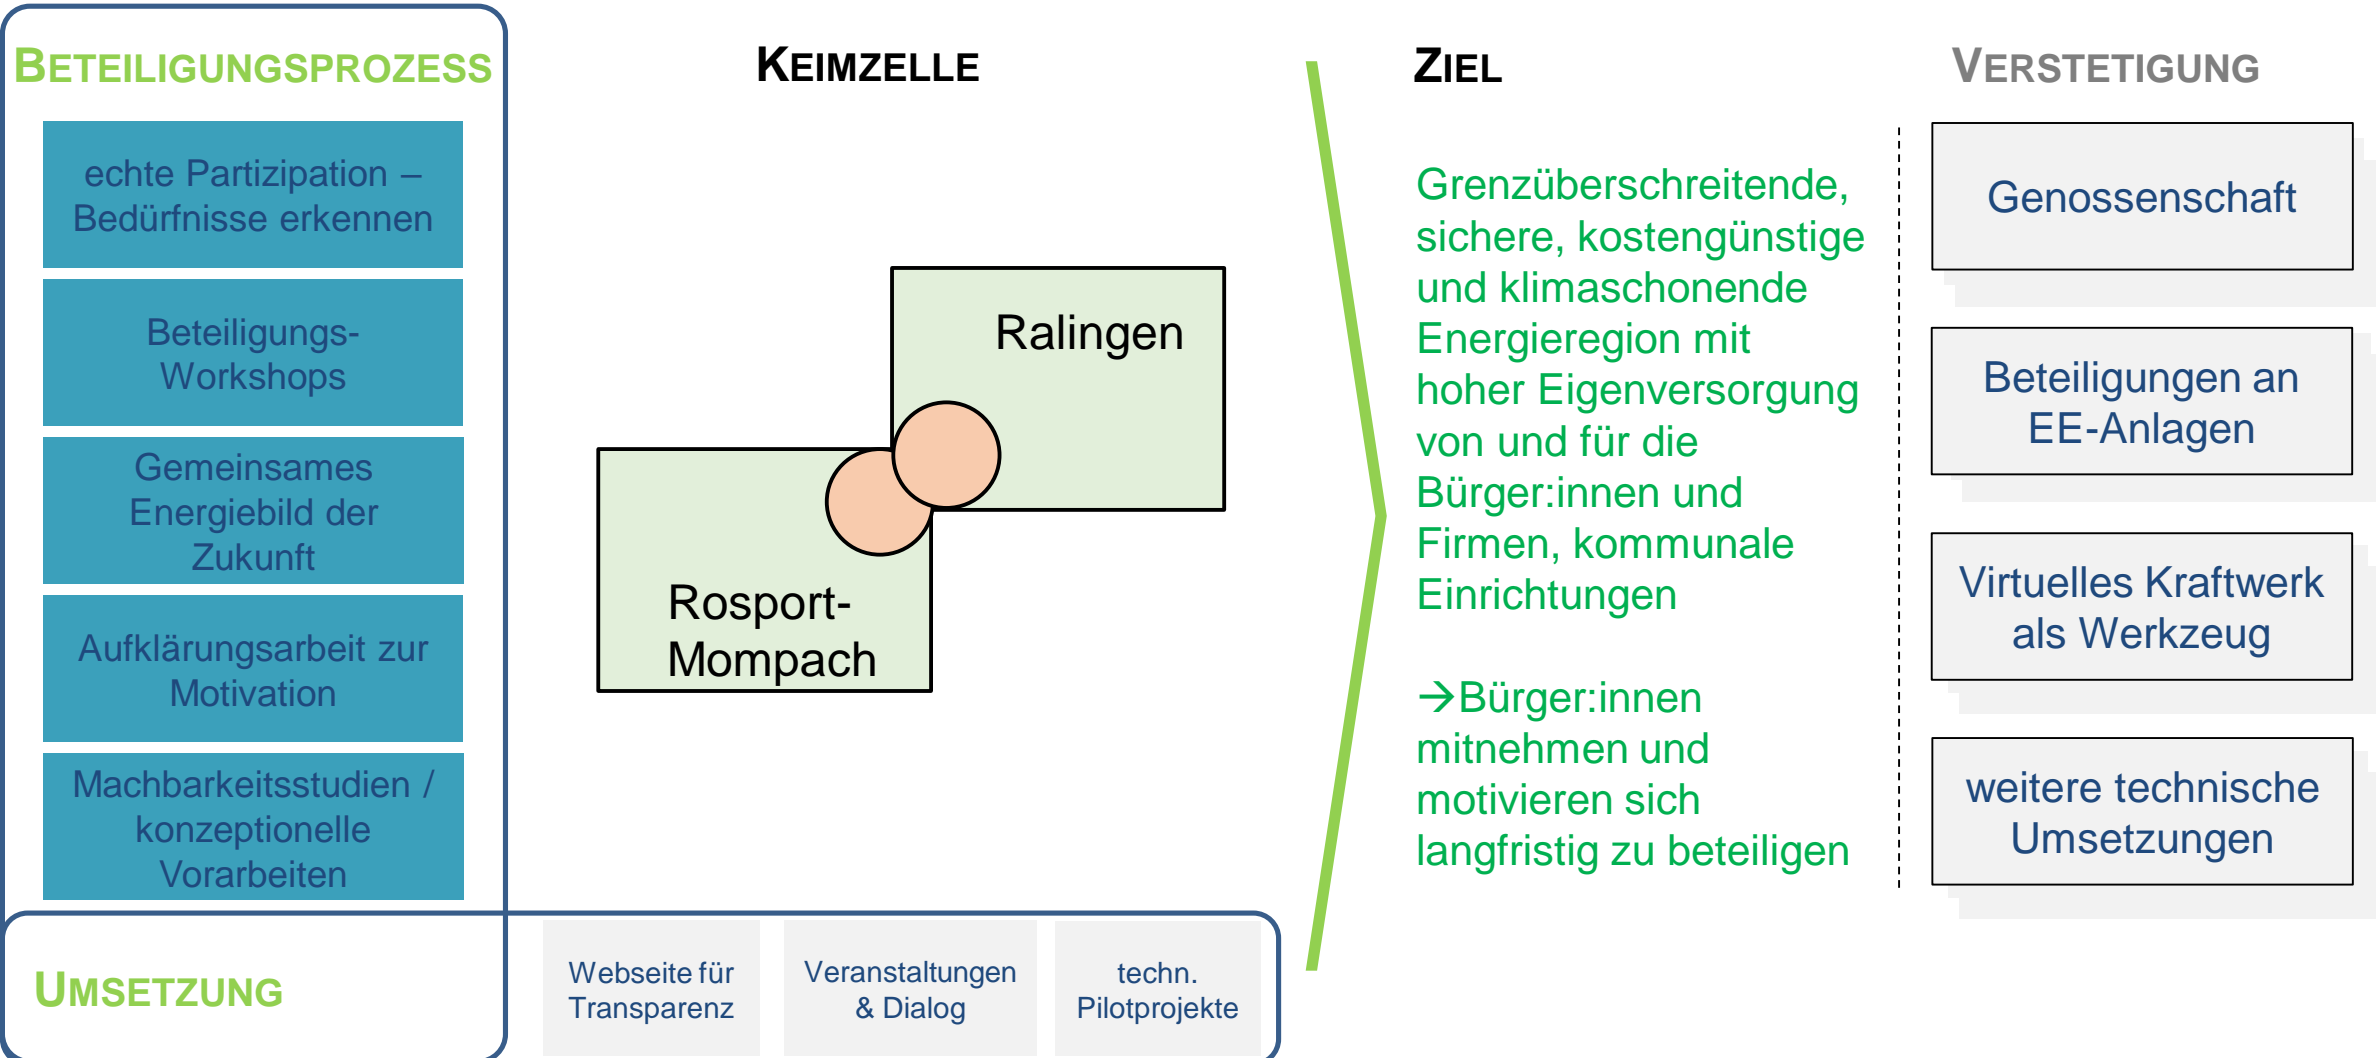 BETEILIGUNGSPROZESS
echte Partizipation –
Bedürfnisse erkennen
Beteiligungs-
Workshops
Gemeinsames
Energiebild der
Zukunft
Aufklärungsarbeit zur
Motivation
Machbarkeitsstudien /
konzeptionelle
Vorarbeiten
UMSETZUNG
Webseite für
Transparenz
Veranstaltungen
& Dialog
techn.
Pilotprojekte
KEIMZELLE
Ralingen
Rosport-
Mompach
ZIEL
Grenzüberschreitende,
sichere, kostengünstige
und klimaschonende
Energieregion mit
hoher Eigenversorgung
von und für die
Bürger:innen und
Firmen, kommunale
Einrichtungen
→Bürger:innen
mitnehmen und
motivieren sich
langfristig zu beteiligen
VERSTETIGUNG
Genossenschaft
Beteiligungen an
EE-Anlagen
Virtuelles Kraftwerk
als Werkzeug
weitere technische
Umsetzungen